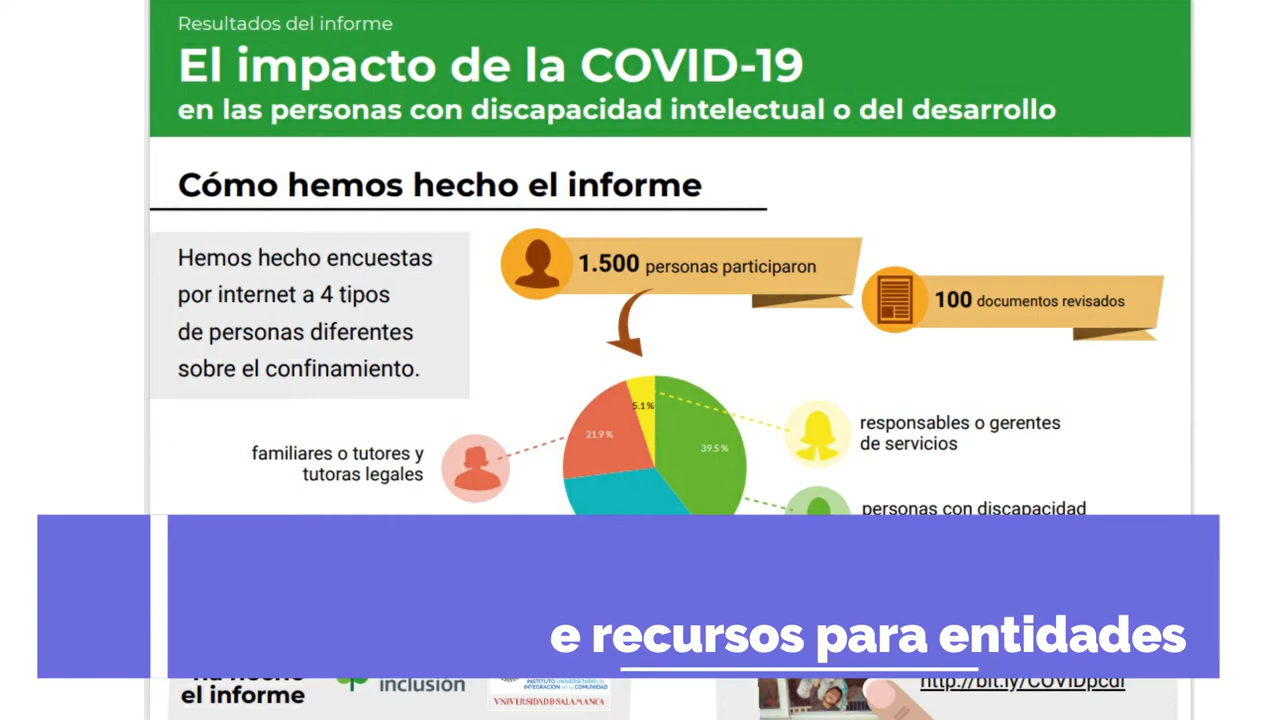 Resultados del informe
El impacto de la COVID-19
en las personas con discapacidad intelectual o del desarrollo
Cómo hemos hecho el informe
Hemos hecho encuestas
por internet a 4 tipos
de personas diferentes
sobre el confinamiento.
1.500 personas participaron
100 documentos revisados
5.1 %
21.9 %
39.5 %
responsables o gerentes
de servicios
familiares o tutores y
tutoras legales
personas con discapacidad
e recursos para entidades
el informe
inclusión
INSTITUTO UNIVERSITARIO de
INTEGRACIÓN en la COMUNIDAD
VNIVERSIDAD D SALAMANCA
http://bit.ly/COVIDpcdi